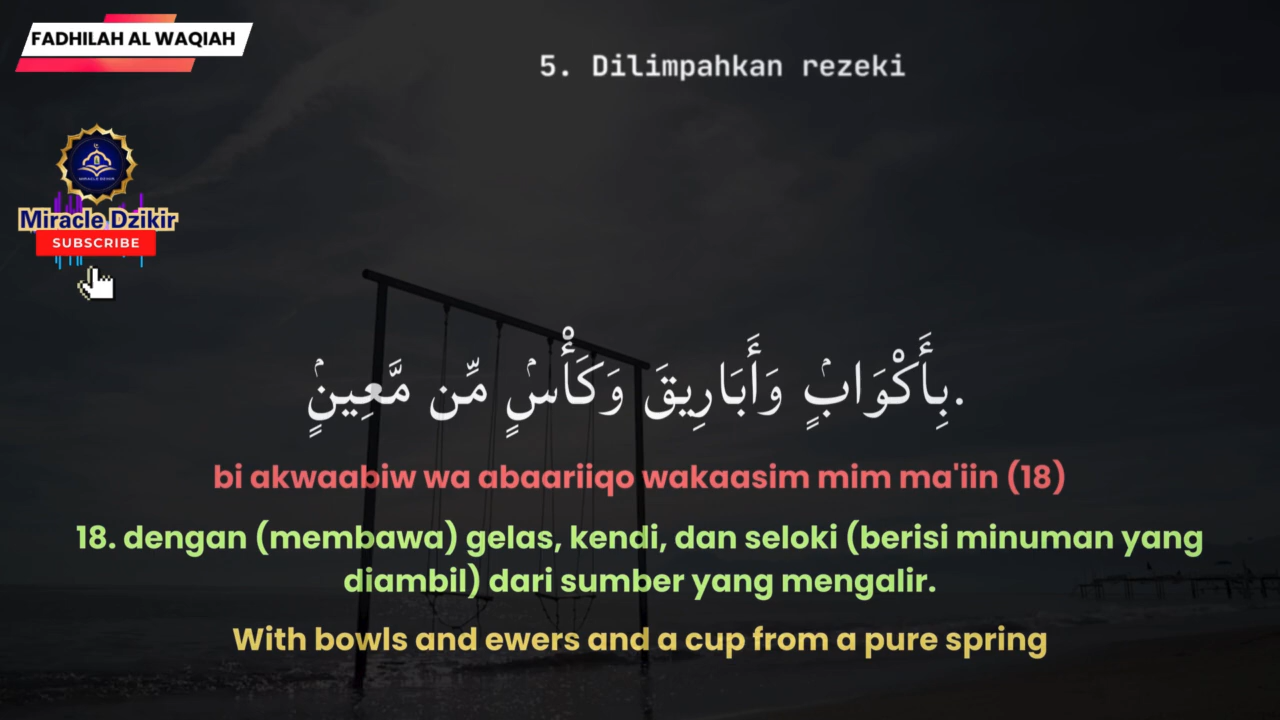 FADHILAH AL WAQIAH
5. Dilimpahkan rezeki
MIRACLE DZIKIR
Miracle Dzikir
SUBSCRIBE
بِأَكْوَابٍۢ وَأَبَارِيقَ وَكَأْسٍۢ مِّن مَّعِينٍۢ.
bi akwaabiw wa abaariiqo wakaasim mim ma'iin (18)
18. dengan (membawa) gelas, kendi, dan seloki (berisi minuman yang
diambil) dari sumber yang mengalir.
With bowls and ewers and a cup from a pure spring